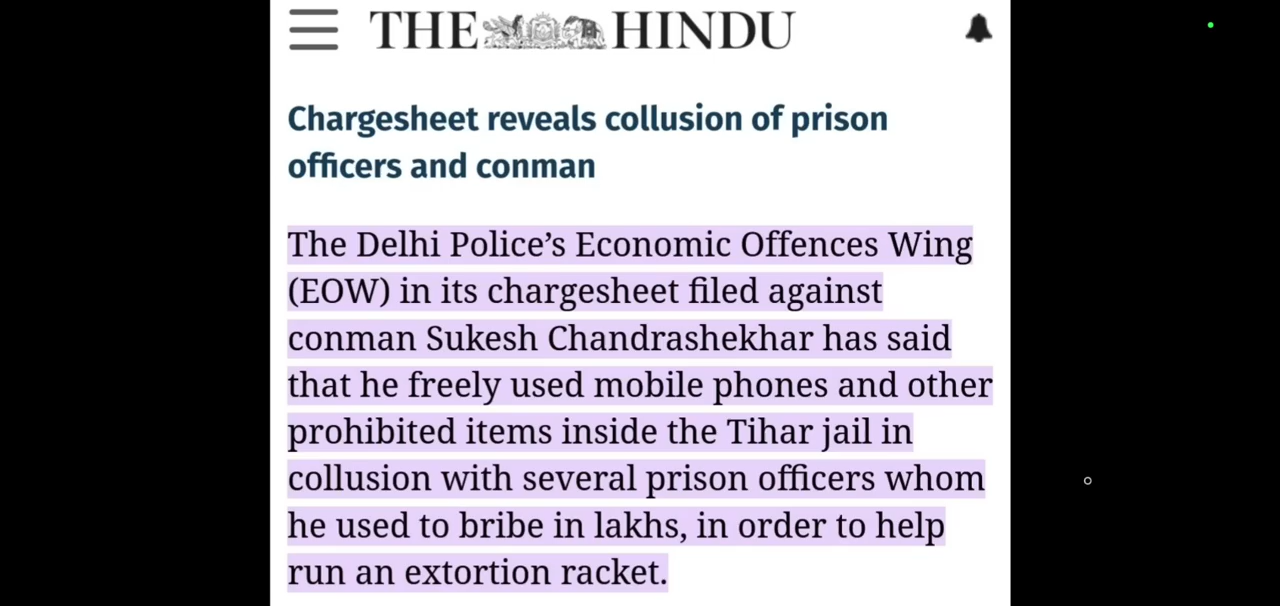 THE HINDU
Chargesheet reveals collusion of prison
officers and conman
The Delhi Police’s Economic Offences Wing
(EOW) in its chargesheet filed against
conman Sukesh Chandrashekhar has said
that he freely used mobile phones and other
prohibited items inside the Tihar jail in
collusion with several prison officers whom
he used to bribe in lakhs, in order to help
run an extortion racket.